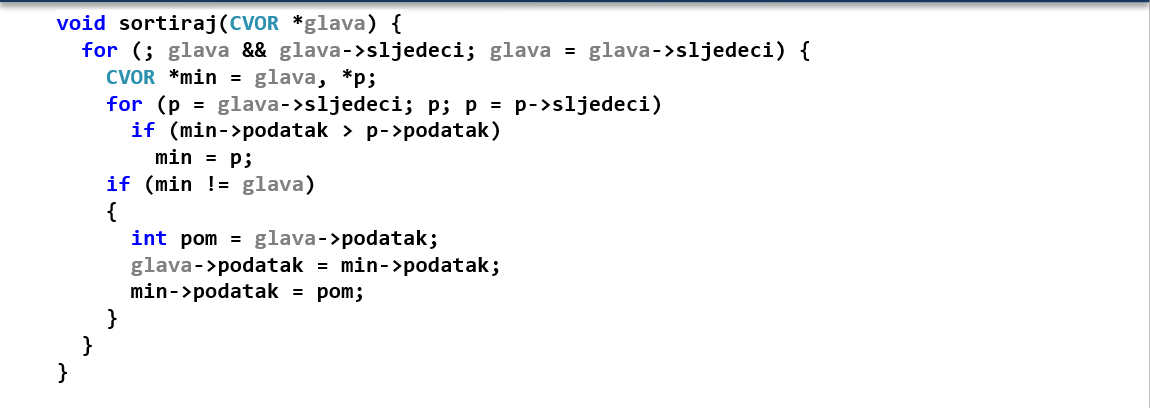 void sortiraj(CVOR *glava) {
  for (; glava && glava->sljedeci; glava = glava->sljedeci) {
    CVOR *min = glava, *p;
    for (p = glava->sljedeci; p; p = p->sljedeci)
      if (min->podatak > p->podatak)
        min = p;
    if (min != glava)
    {
      int pom = glava->podatak;
      glava->podatak = min->podatak;
      min->podatak = pom;
    }
  }
}